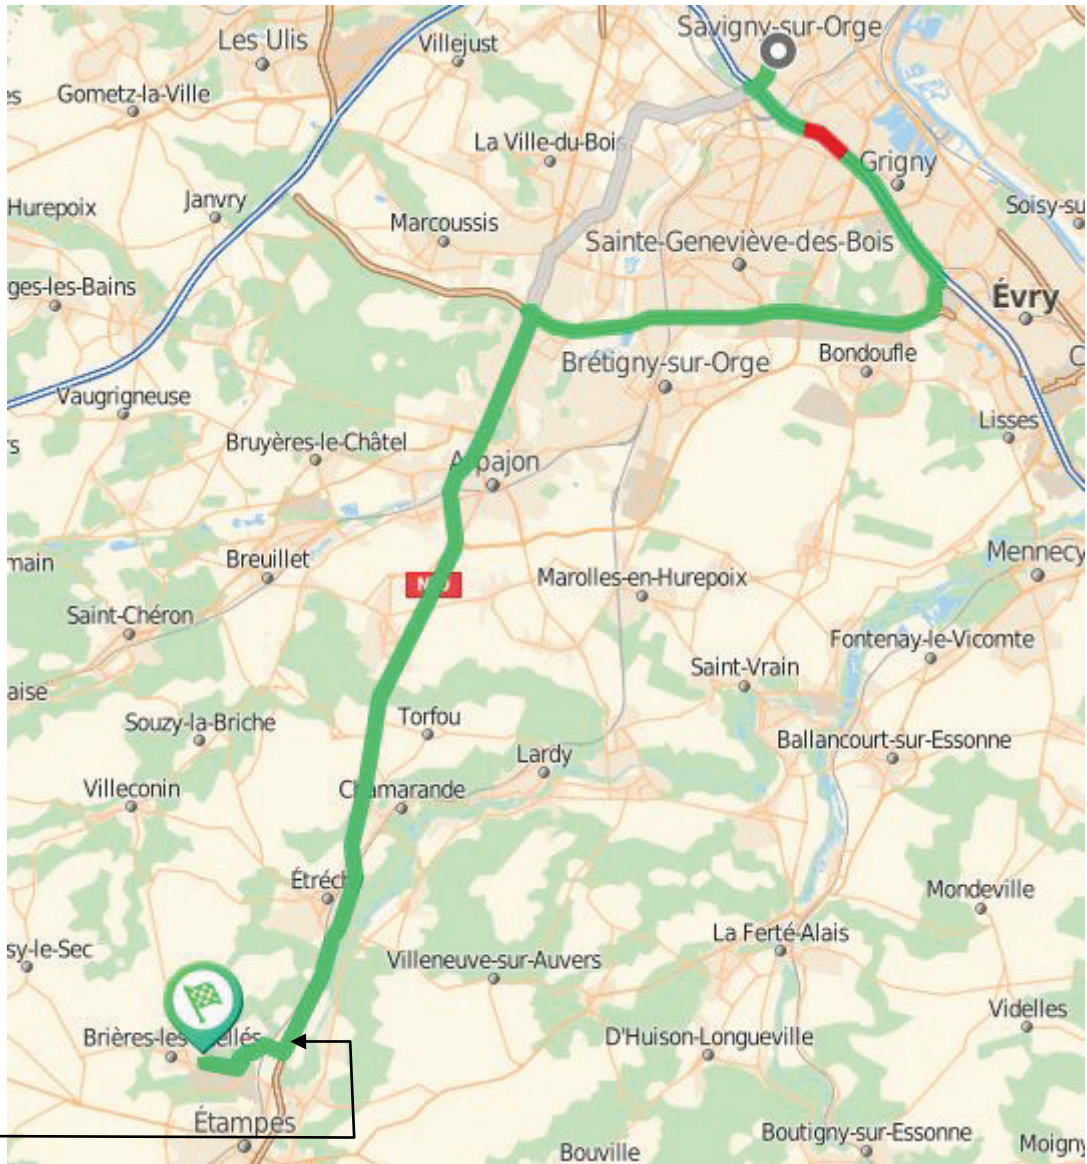 Savigny-sur-Orge
Les Ulis
Villejust
Gometz-la-Ville
La Ville-du-Bois
Grigny
Janvry
Hurepoix
Marcoussis
Soisy-su
Sainte-Geneviève-des-Bois
ges-les-Bains
Évry
Brétigny-sur-Orge
Bondoufle
C
Vaugrigneuse
Lisses
rs
Bruyères-le-Châtel
pajon
Mennecy
main
Breuillet
Marolles-en-Hurepoix
Saint-Chéron
Fontenay-le-Vicomte
Saint-Vrain
aise
Torfou
Souzy-la-Briche
Ballancourt-sur-Essonne
Lardy
Villeconin
Chamarande
Étréch
Mondeville
La Ferté-Alais
sy-le-Sec
Villeneuve-sur-Auvers
Videlles
Brières-les ellés
D'Huison-Longueville
Étampes
Boutigny-sur-Essonne
Moigny
Bouville